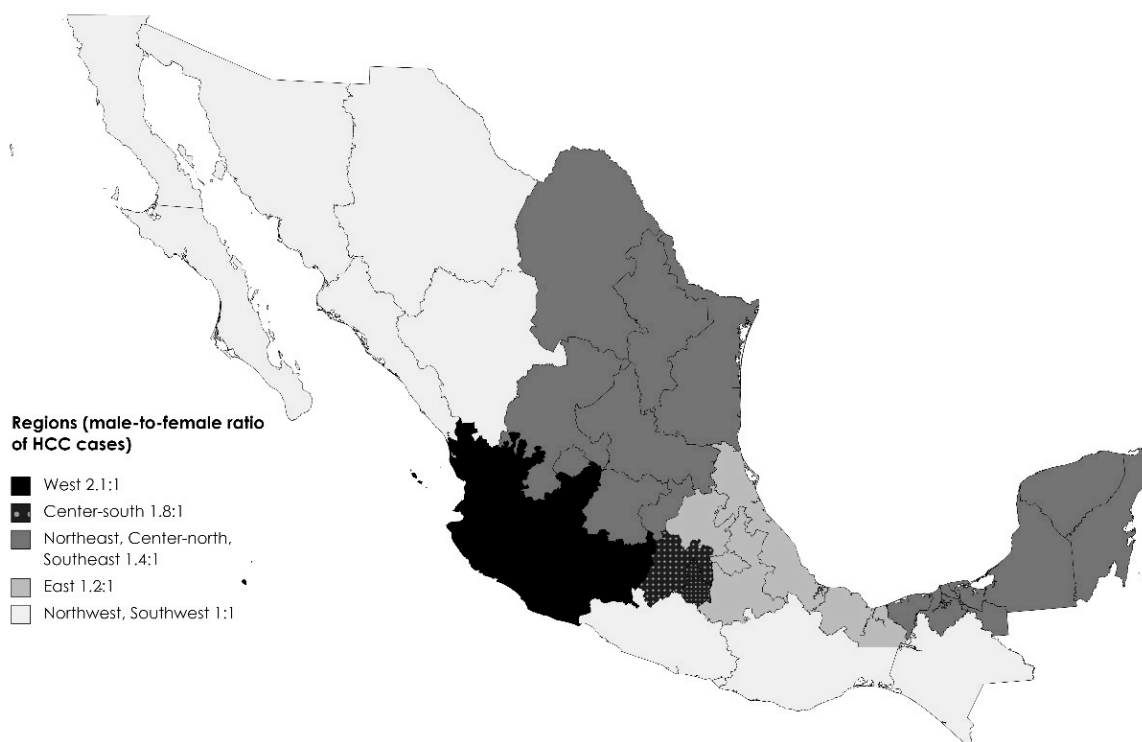 Regions (male-to-female ratio
of HCC cases)
West 2.1:1
Center-south 1.8:1
Northeast, Center-north,
Southeast 1.4:1
East 1.2:1
Northwest, Southwest 1:1